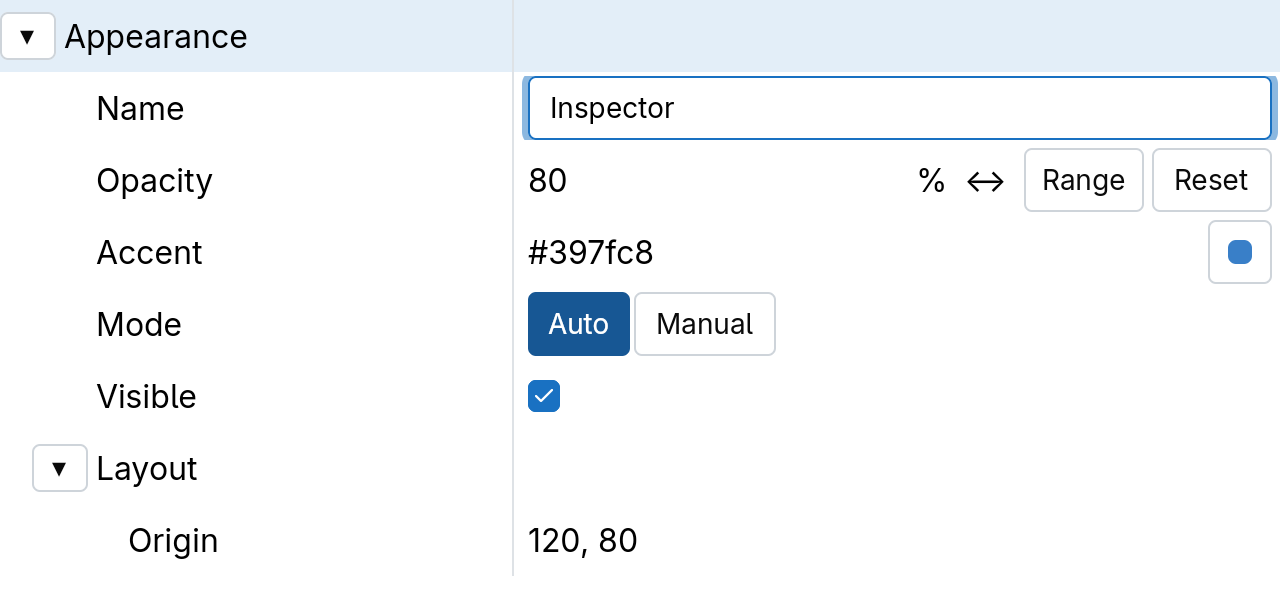 ▼ Appearance
Name Inspector
Opacity 80 % ↔ Range Reset
Accent #397fc8
Mode Auto Manual
Visible
▼ Layout
Origin 120, 80